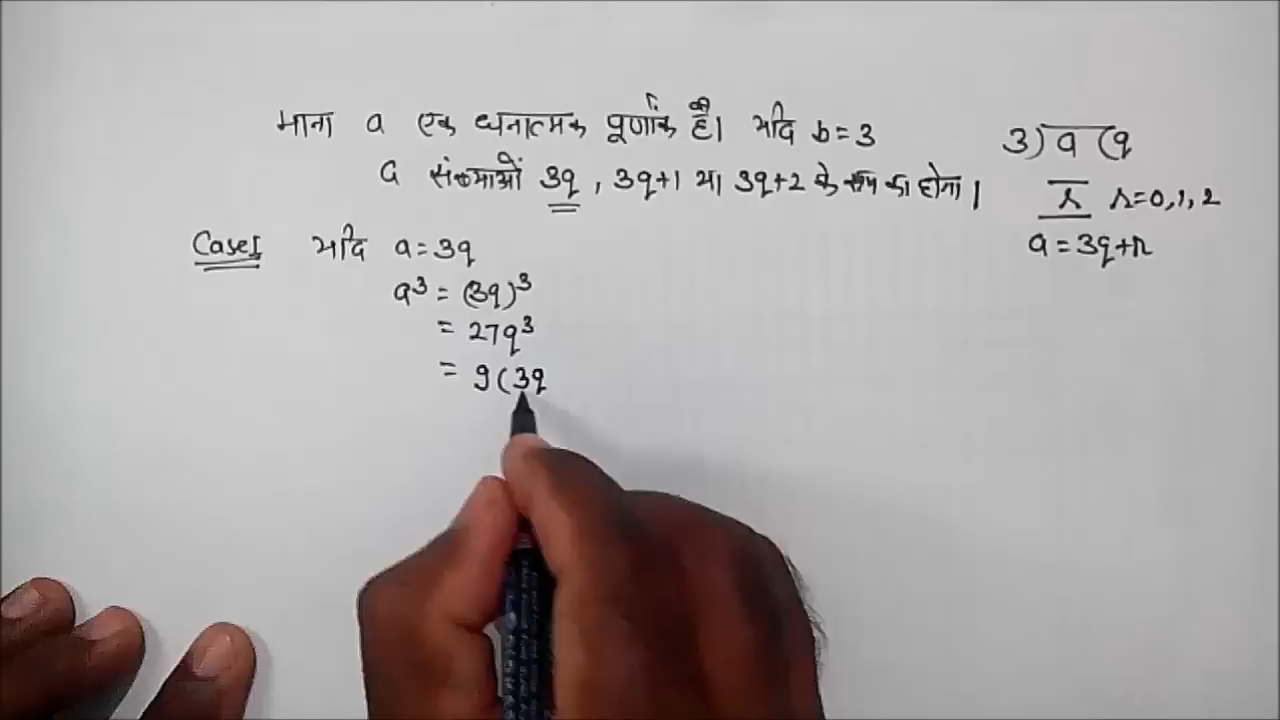 माना a एक धनात्मक पूर्णांक है। यदि b = 3
a संख्याओं 3q , 3q+1 या 3q+2 के रूप का होगा।
3) a (q
r r=0,1,2
a = 3q+r
Case I यदि a = 3q
a³ = (3q)³
= 27q³
= 9(3q